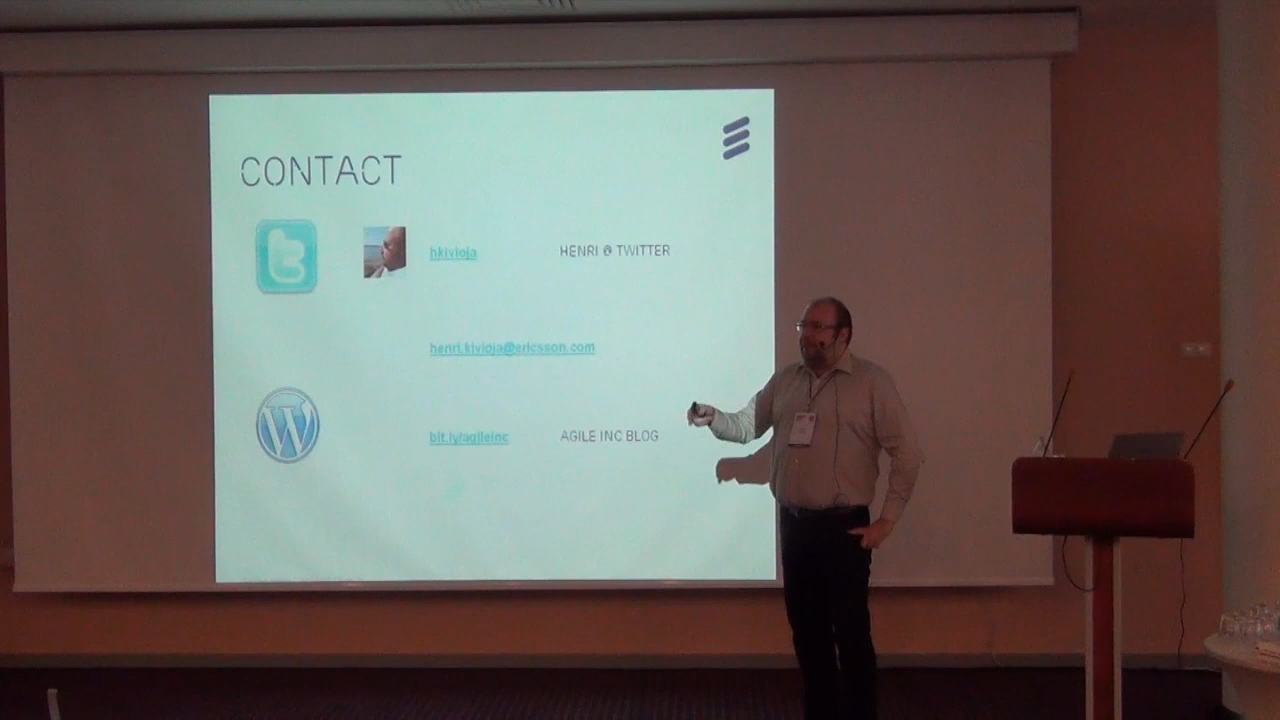 CONTACT
hkivioja HENRI @ TWITTER
henri.kivioja@ericsson.com
bit.ly/agileinc AGILE INC BLOG